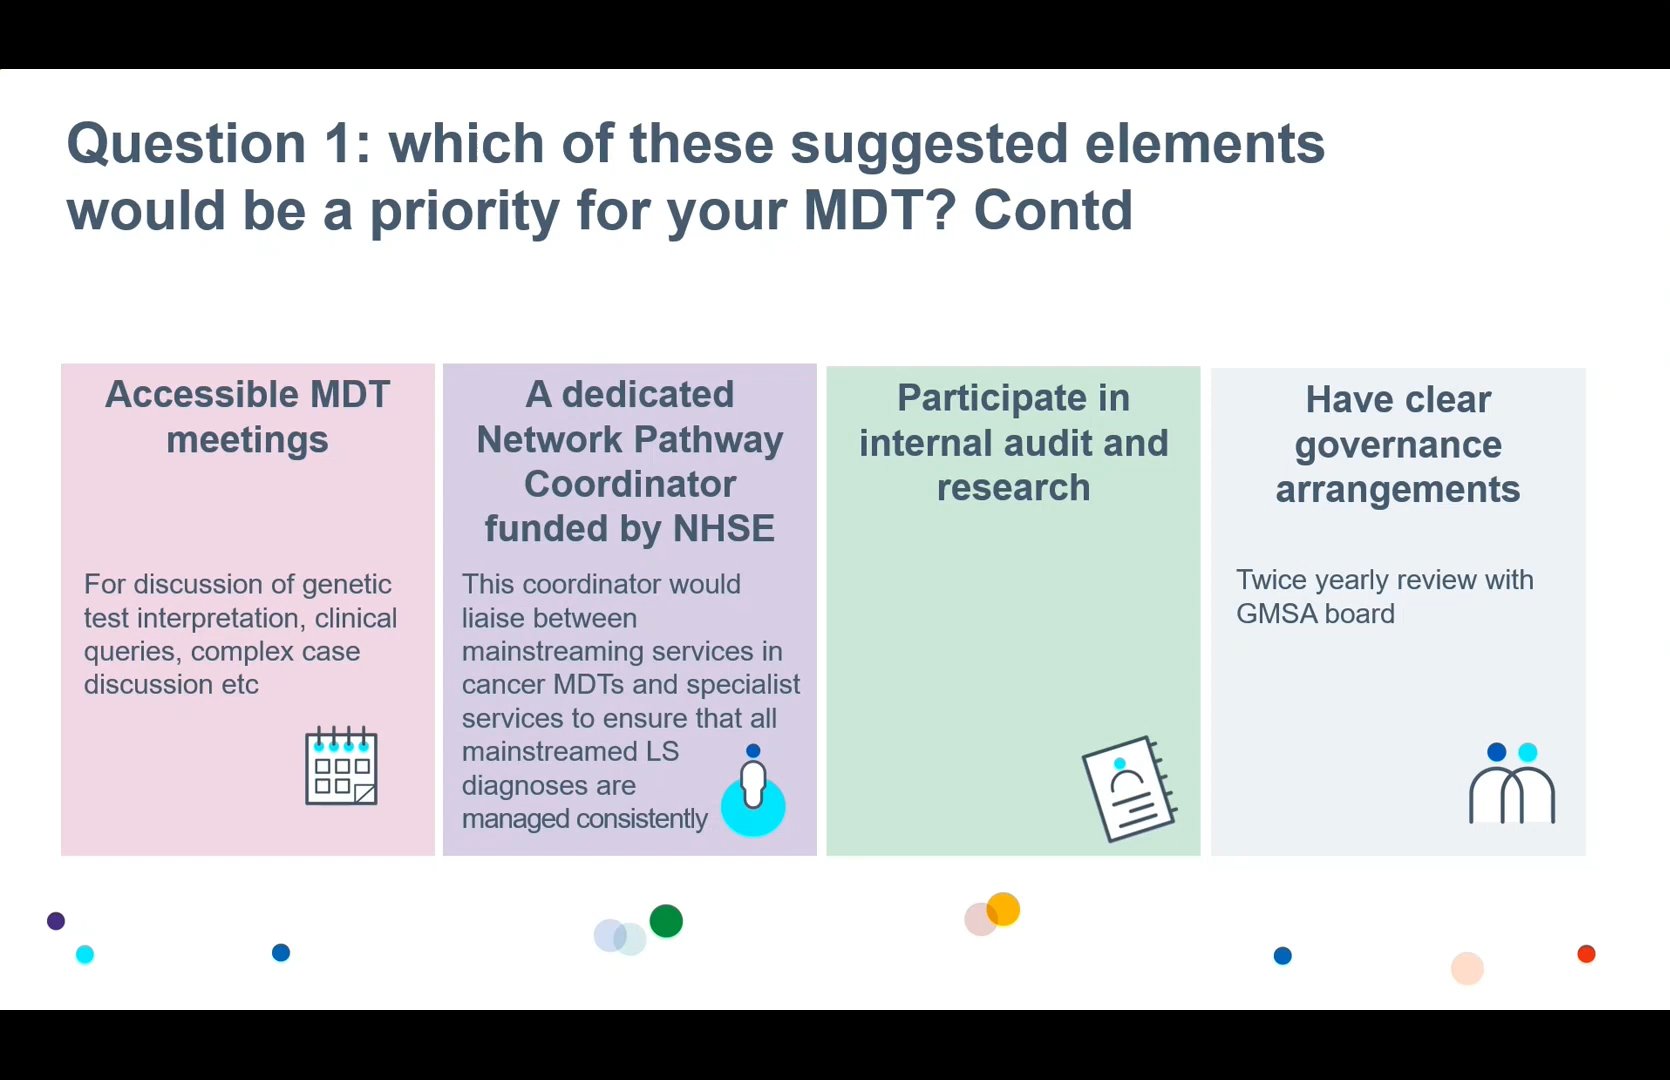 Question 1: which of these suggested elements
would be a priority for your MDT? Contd
Accessible MDT
meetings
For discussion of genetic
test interpretation, clinical
queries, complex case
discussion etc
A dedicated
Network Pathway
Coordinator
funded by NHSE
This coordinator would
liaise between
mainstreaming services in
cancer MDTs and specialist
services to ensure that all
mainstreamed LS
diagnoses are
managed consistently
Participate in
internal audit and
research
Have clear
governance
arrangements
Twice yearly review with
GMSA board